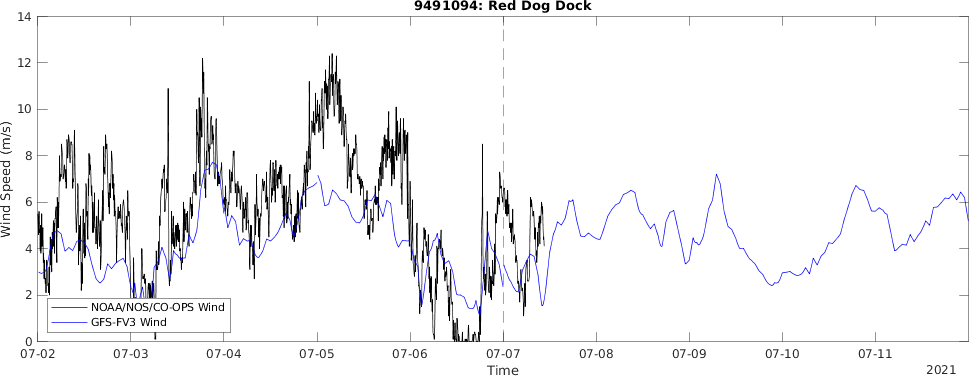 9491094: Red Dog Dock
14
12
10
8
6
4
2
0
Wind Speed (m/s)
NOAA/NOS/CO-OPS Wind
GFS-FV3 Wind
07-02 07-03 07-04 07-05 07-06 07-07 07-08 07-09 07-10 07-11
Time
2021